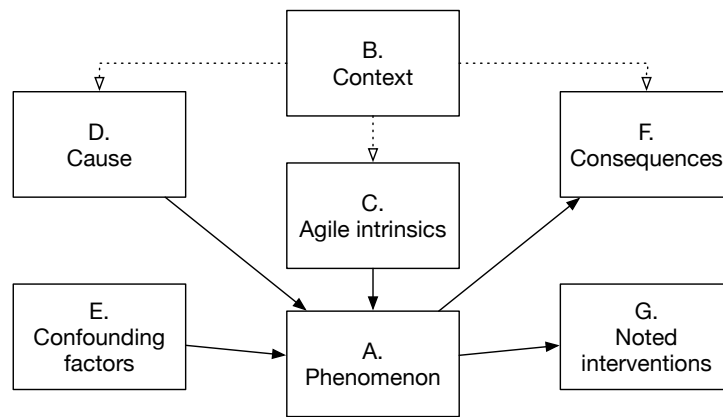 B.
Context
D.
Cause
F.
Consequences
C.
Agile intrinsics
E.
Confounding
factors
A.
Phenomenon
G.
Noted
interventions